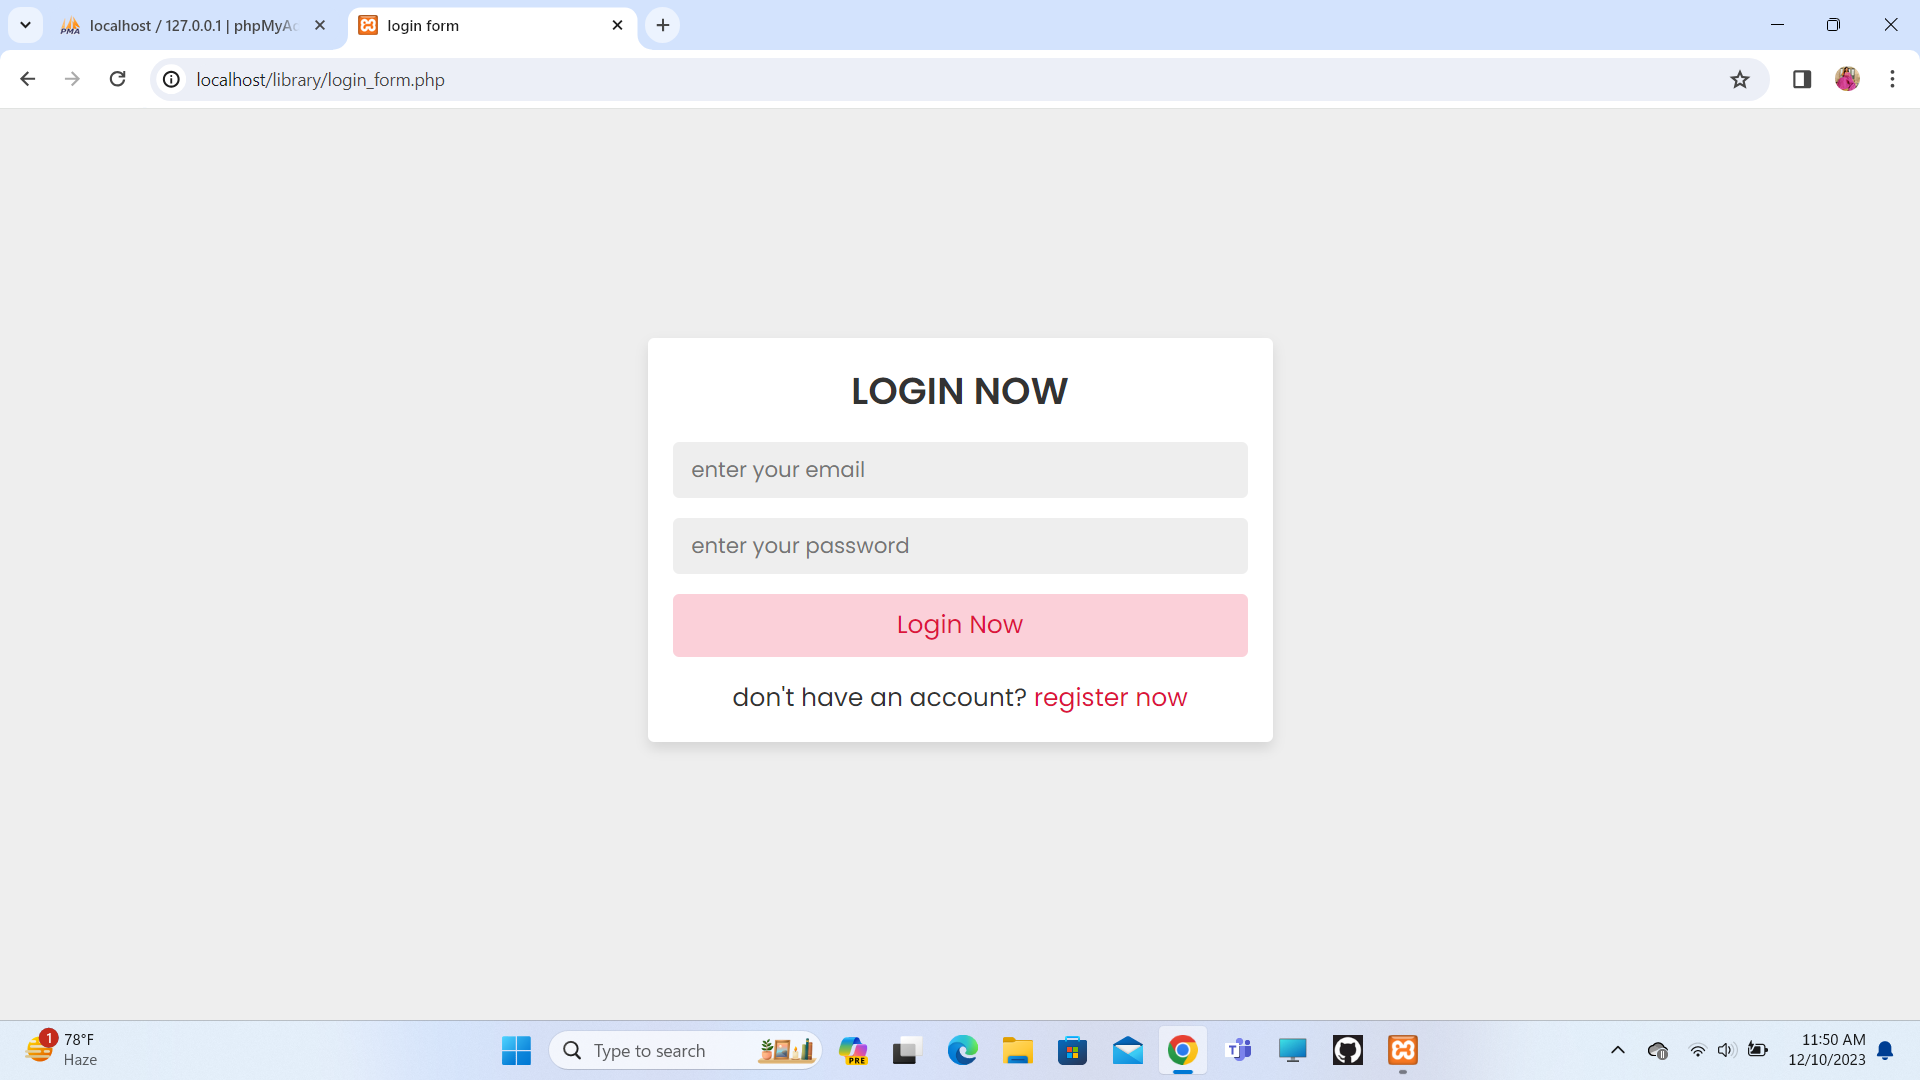 localhost / 127.0.0.1 | phpMyAc
login form
localhost/library/login_form.php
LOGIN NOW
enter your email
enter your password
Login Now
don't have an account? register now
1
78°F
Haze
Type to search
PRE
11:50 AM
12/10/2023